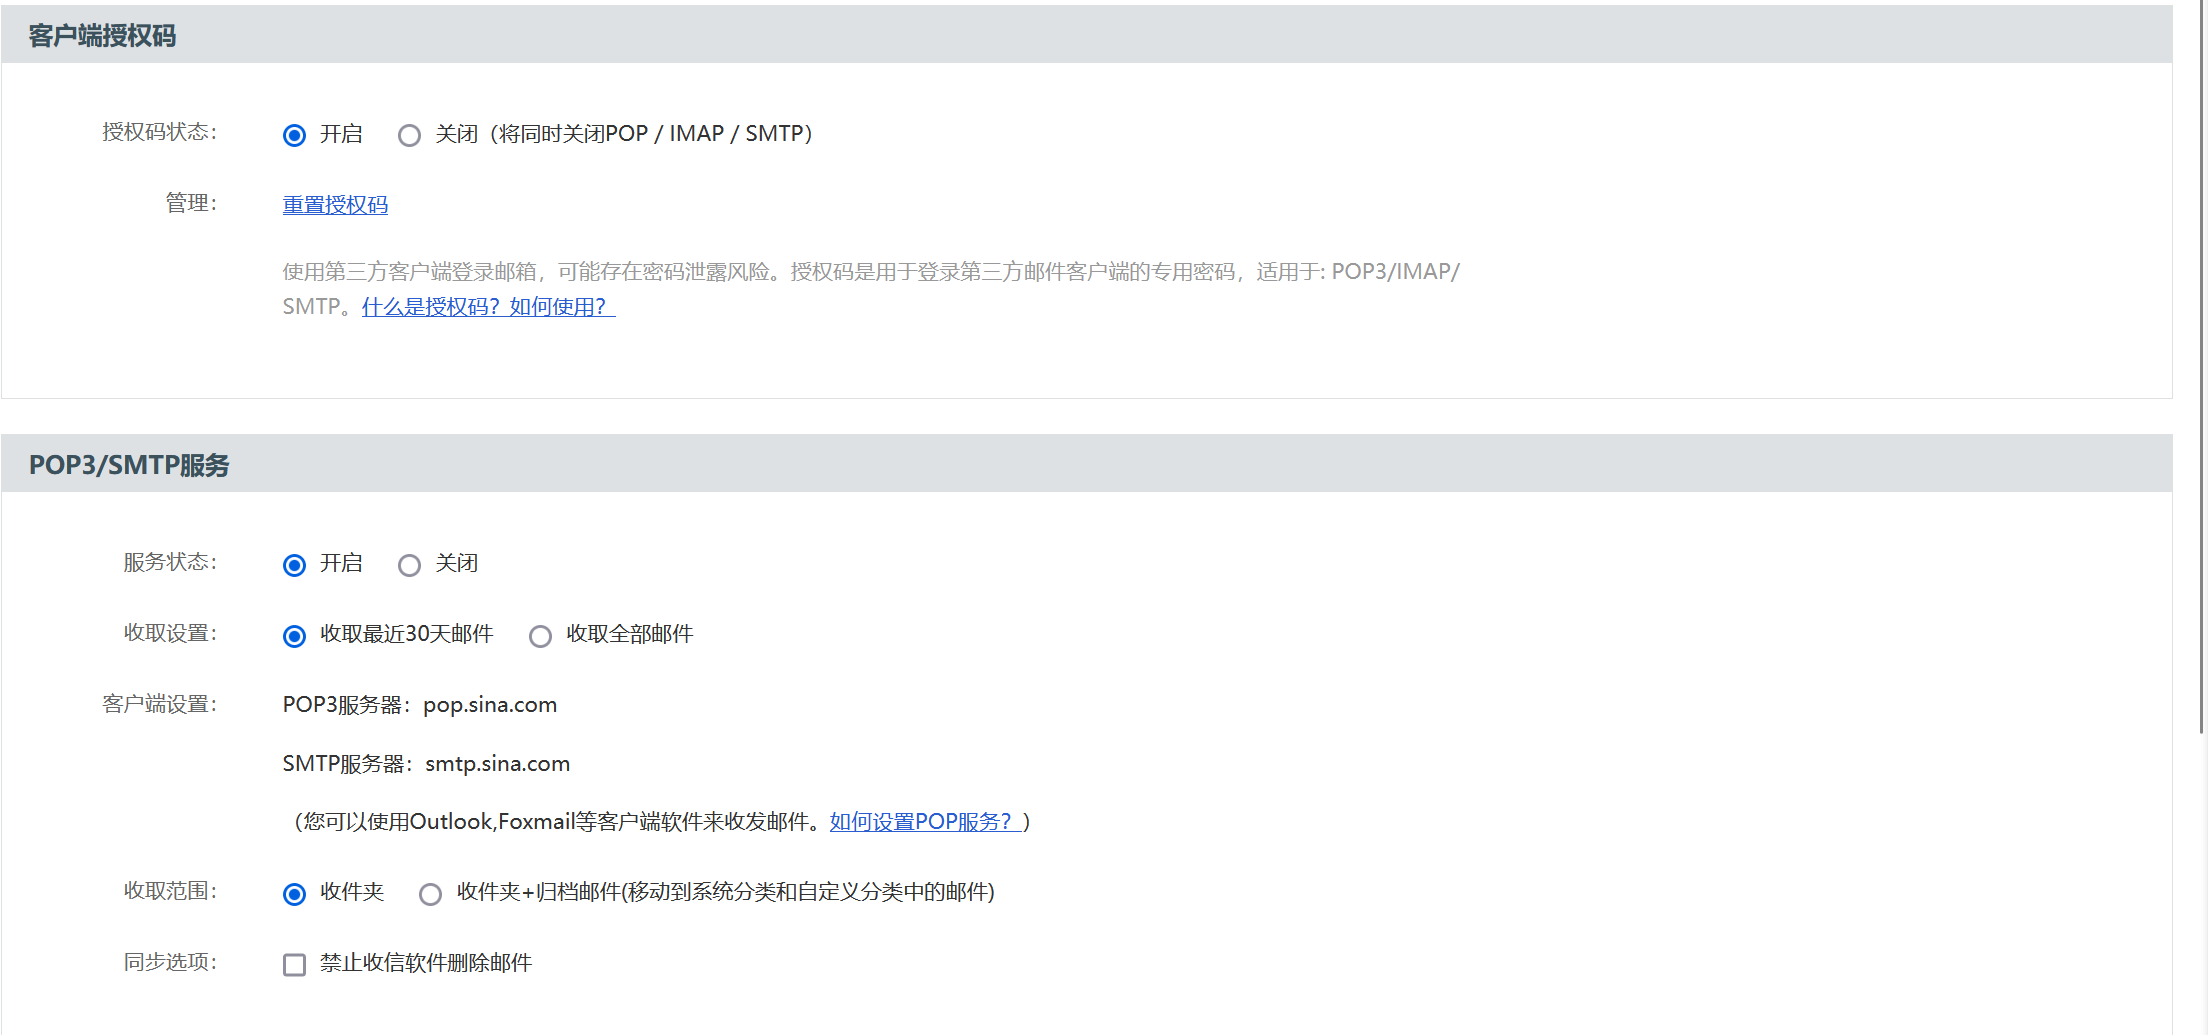 客户端授权码
授权码状态： 开启 关闭（将同时关闭POP / IMAP / SMTP）
管理： 重置授权码
使用第三方客户端登录邮箱，可能存在密码泄露风险。授权码是用于登录第三方邮件客户端的专用密码，适用于: POP3/IMAP/
SMTP。什么是授权码？如何使用？
POP3/SMTP服务
服务状态： 开启 关闭
收取设置： 收取最近30天邮件 收取全部邮件
客户端设置： POP3服务器：pop.sina.com
SMTP服务器：smtp.sina.com
（您可以使用Outlook,Foxmail等客户端软件来收发邮件。如何设置POP服务？）
收取范围： 收件夹 收件夹+归档邮件(移动到系统分类和自定义分类中的邮件)
同步选项： 禁止收信软件删除邮件